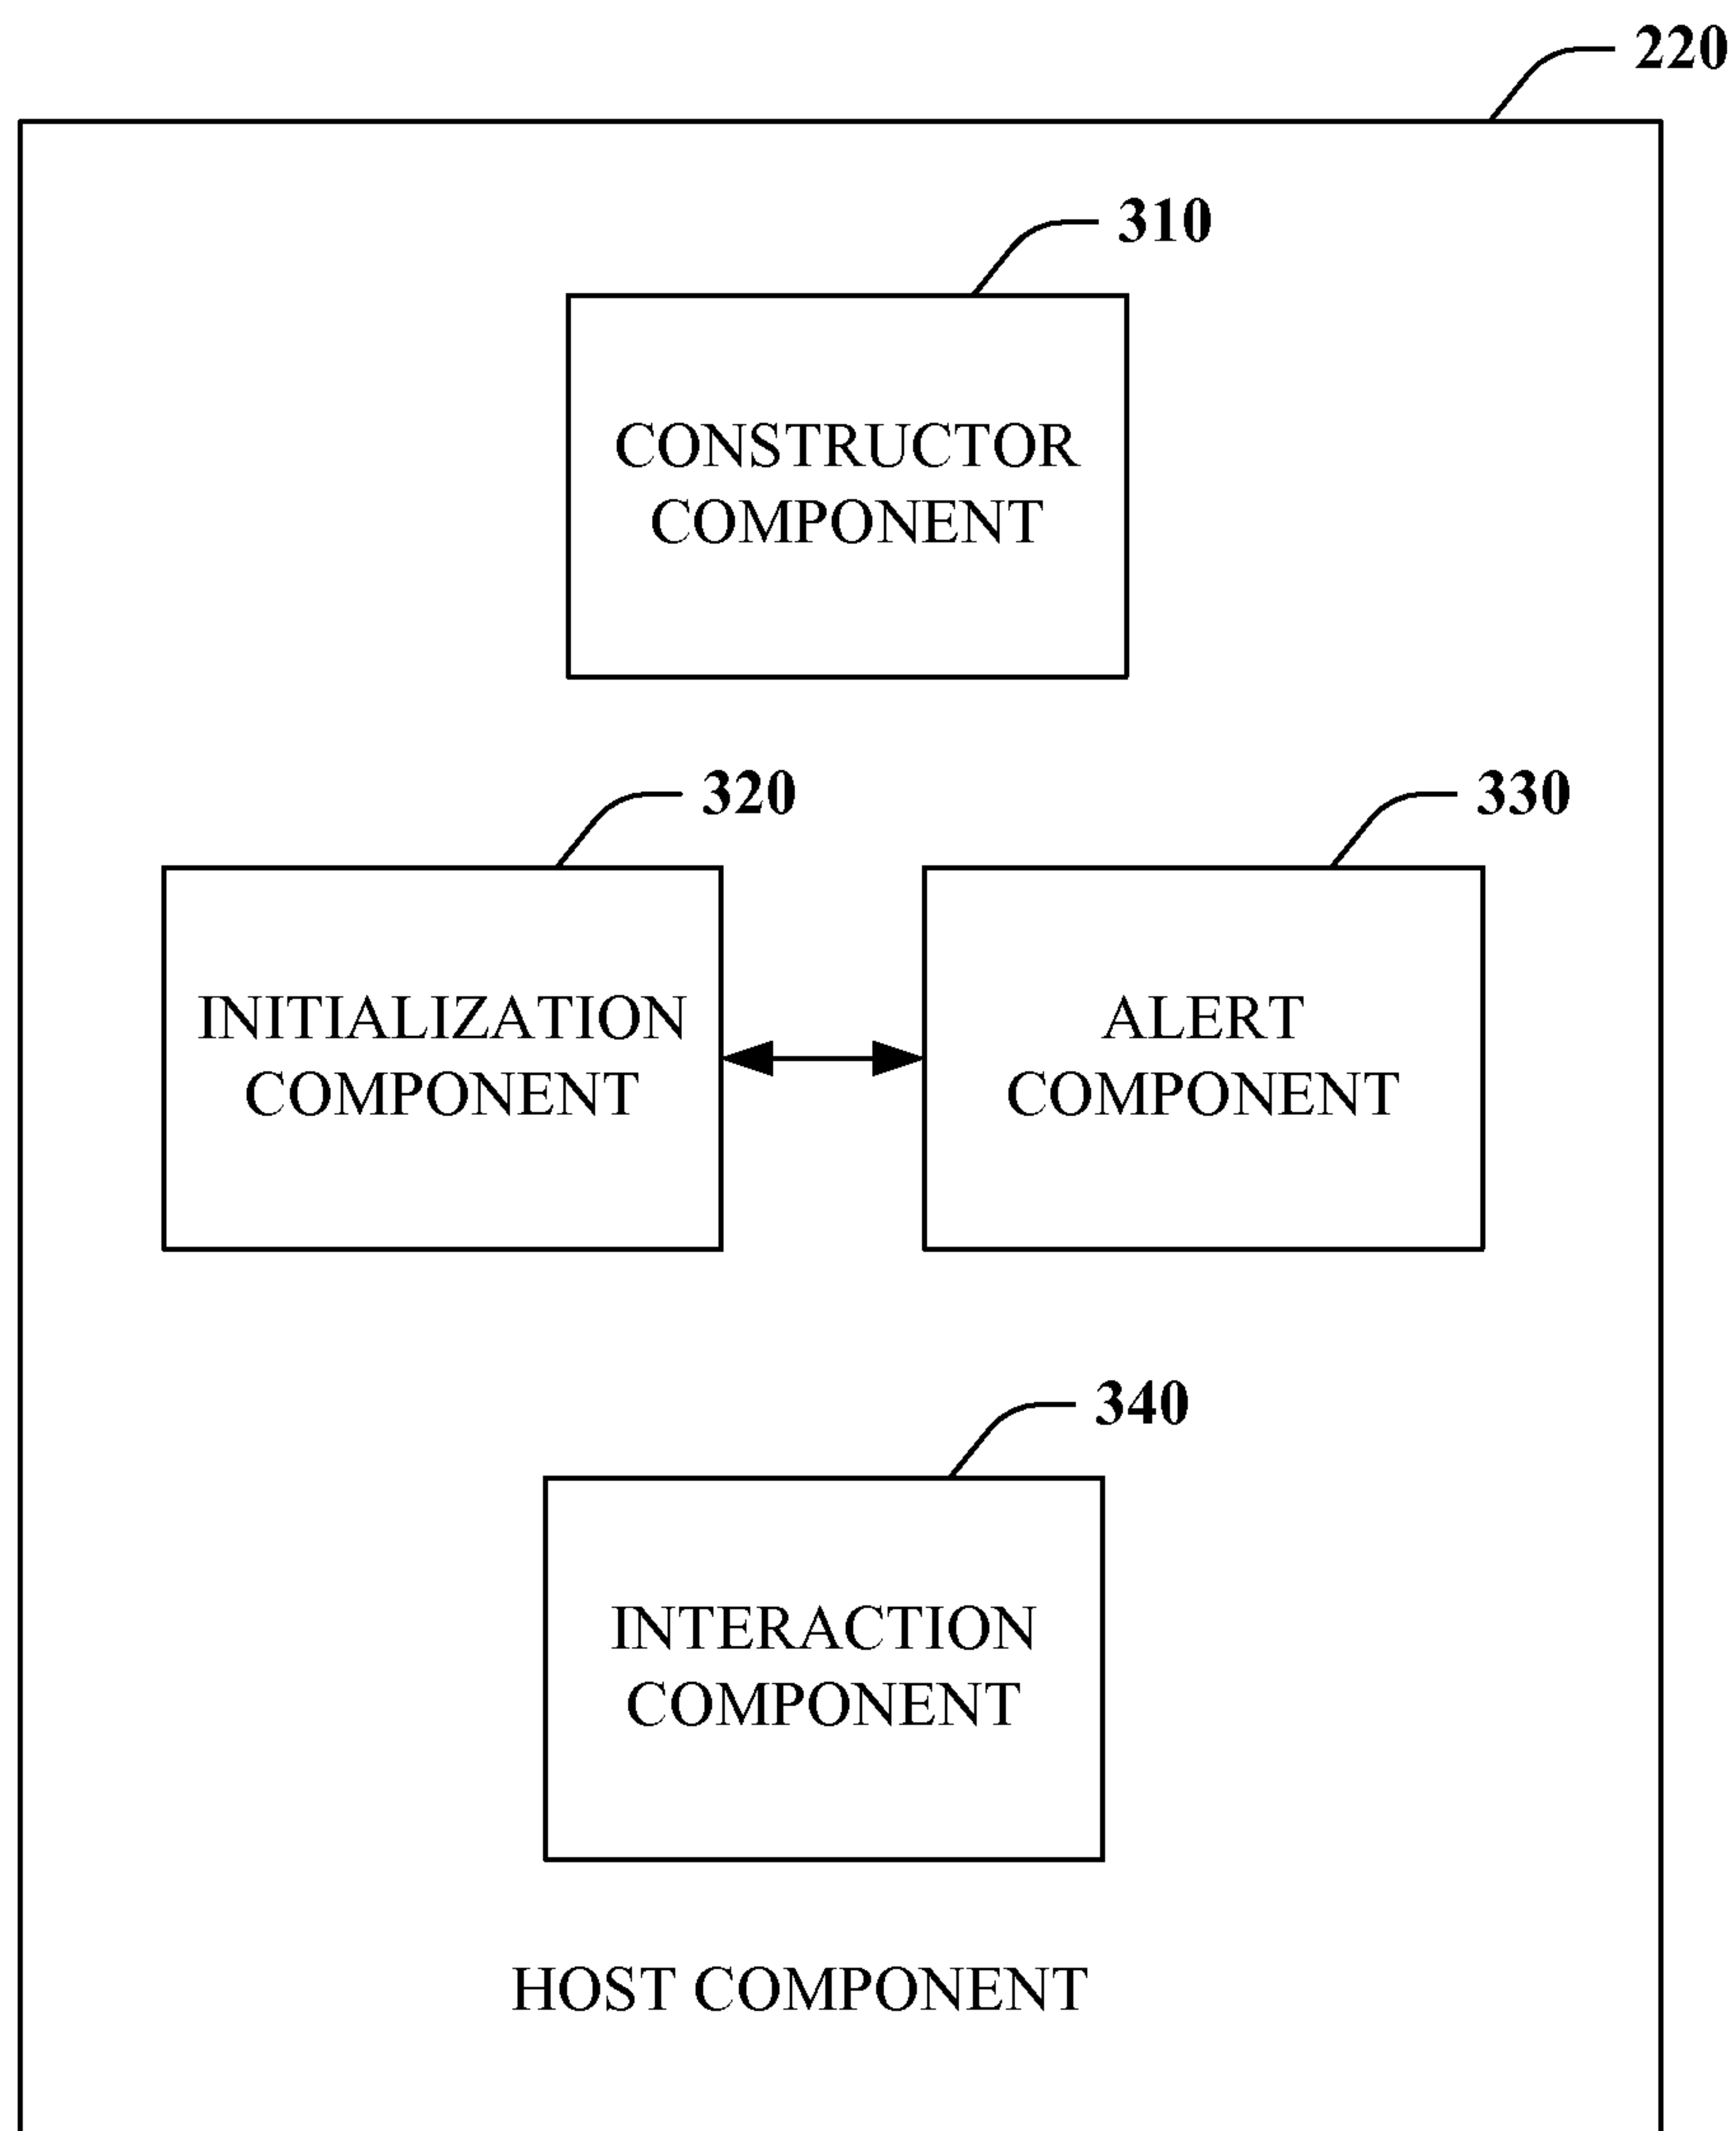 220
310
CONSTRUCTOR
COMPONENT
320
330
INITIALIZATION
COMPONENT
ALERT
COMPONENT
340
INTERACTION
COMPONENT
HOST COMPONENT